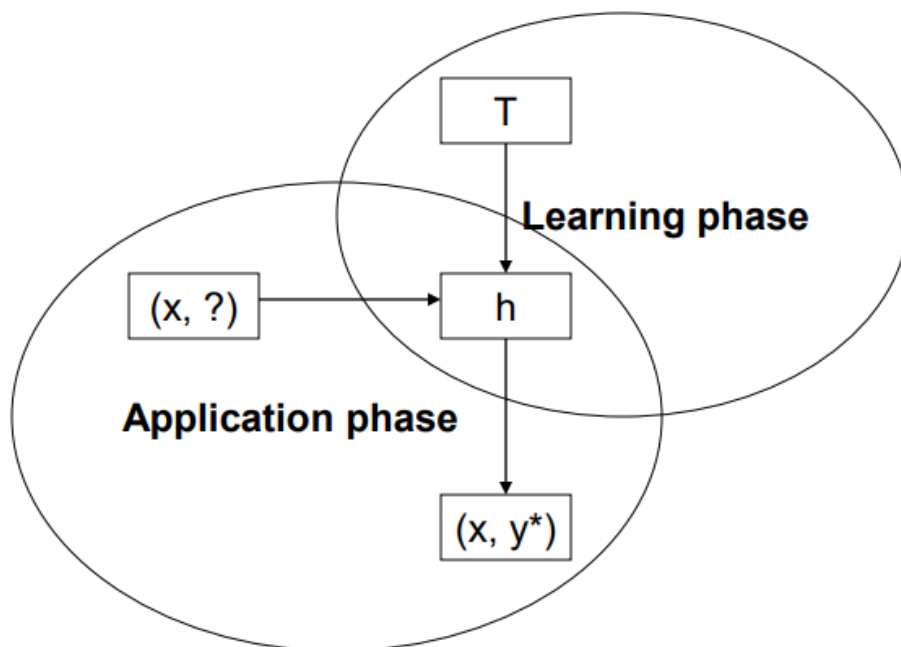 T
Learning phase
(x, ?)
h
Application phase
(x, y*)